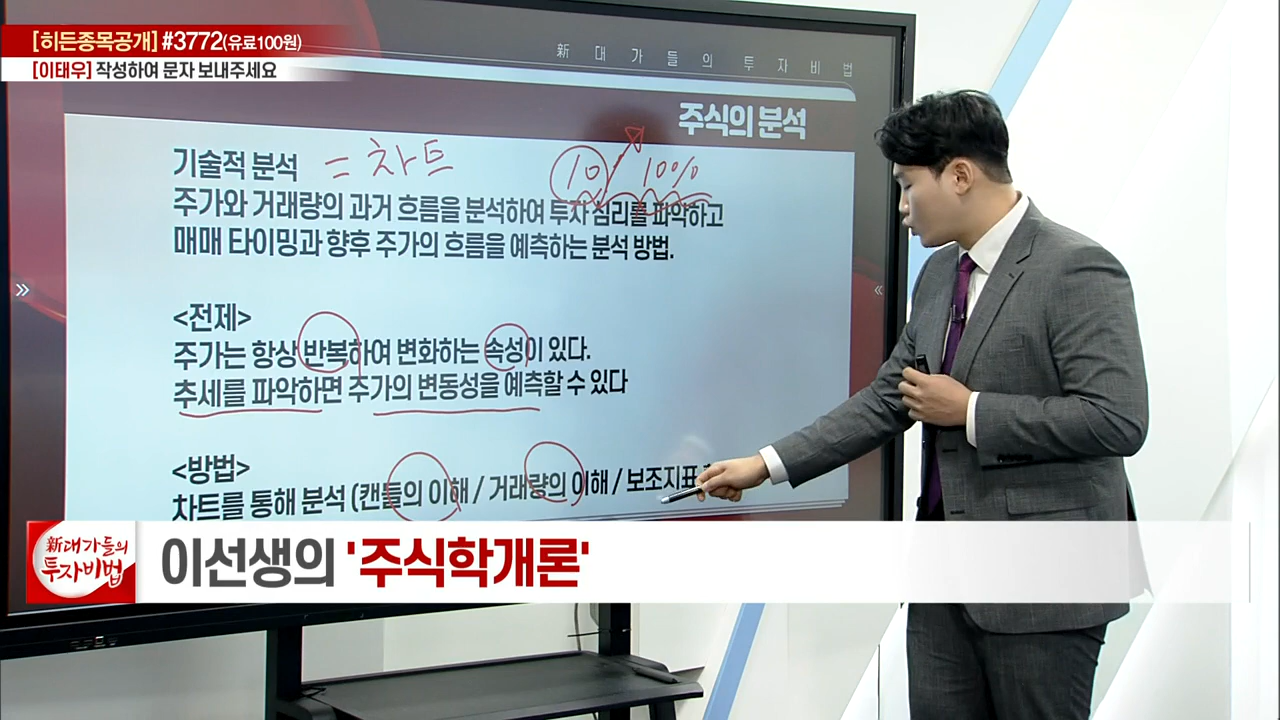 [히든종목공개] #3772(유료100원)
[이태우] 작성하여 문자 보내주세요
新 대가들의 투자비법
주식의 분석
기술적 분석 = 차트
10 100%
주가와 거래량의 과거 흐름을 분석하여 투자 심리를 파악하고
매매 타이밍과 향후 주가의 흐름을 예측하는 분석 방법.
<전제>
주가는 항상 반복하여 변화하는 속성이 있다.
추세를 파악하면 주가의 변동성을 예측할 수 있다
<방법>
차트를 통해 분석 (캔들의 이해 / 거래량의 이해 / 보조지표
新대가들의
투자비법
이선생의 '주식학개론'